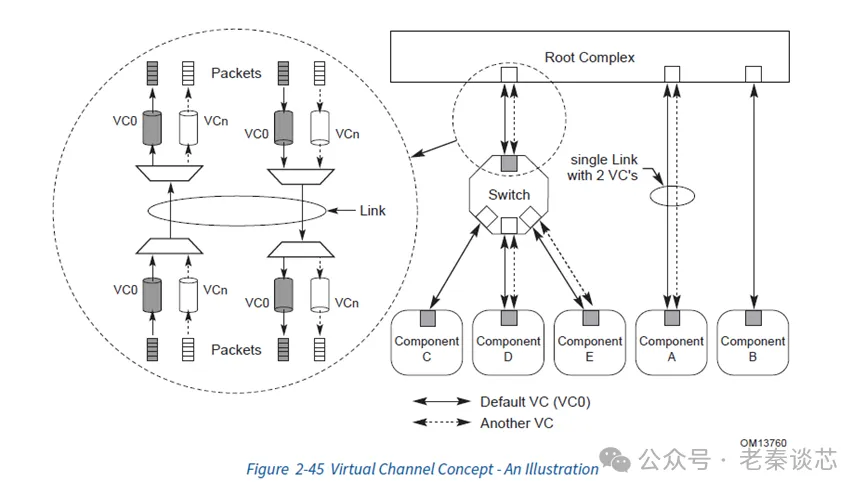 Packets
VC0
VCn
VC0
VCn
Link
VC0
VCn
VC0
VCn
Packets
Root Complex
single Link
with 2 VC's
Switch
Component
C
Component
D
Component
E
Component
A
Component
B
Default VC (VC0)
Another VC
OM13760
Figure 2-45 Virtual Channel Concept - An Illustration
公众号 · 老秦谈芯